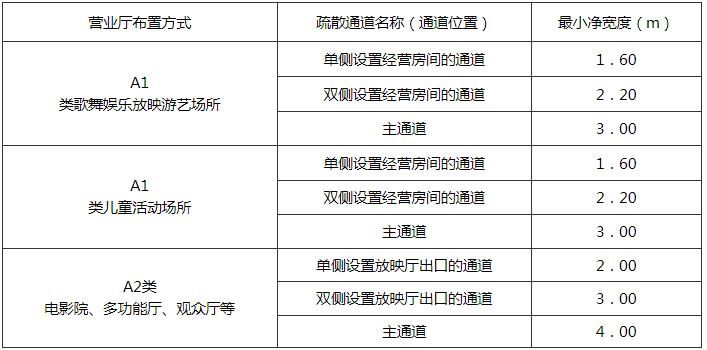 营业厅布置方式 疏散通道名称（通道位置） 最小净宽度（m）
A1
类歌舞娱乐放映游艺场所
单侧设置经营房间的通道 1．60
双侧设置经营房间的通道 2．20
主通道 3．00
A1
类儿童活动场所
单侧设置经营房间的通道 1．60
双侧设置经营房间的通道 2．20
主通道 3．00
A2类
电影院、多功能厅、观众厅等
单侧设置放映厅出口的通道 2．00
双侧设置放映厅出口的通道 3．00
主通道 4．00